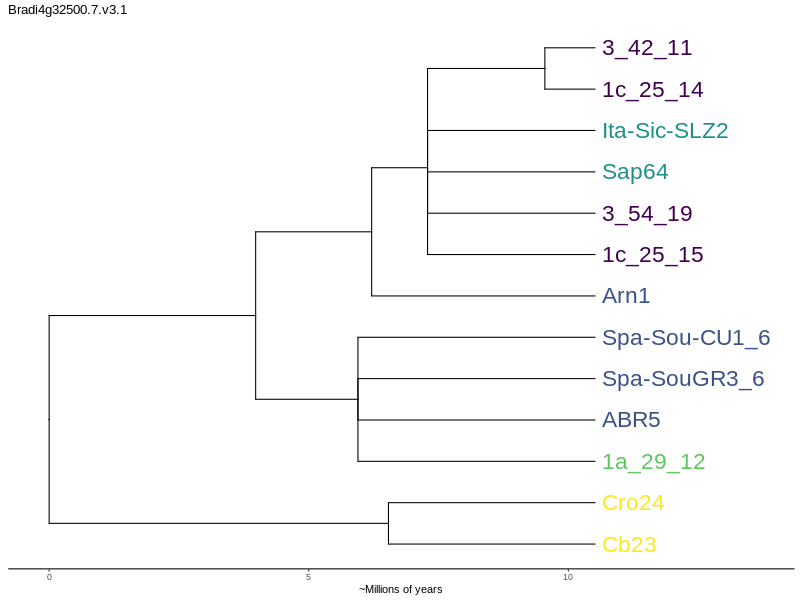 Bradi4g32500.7.v3.1
3_42_11
1c_25_14
Ita-Sic-SLZ2
Sap64
3_54_19
1c_25_15
Arn1
Spa-Sou-CU1_6
Spa-SouGR3_6
ABR5
1a_29_12
Cro24
Cb23
0 5 10
~Millions of years